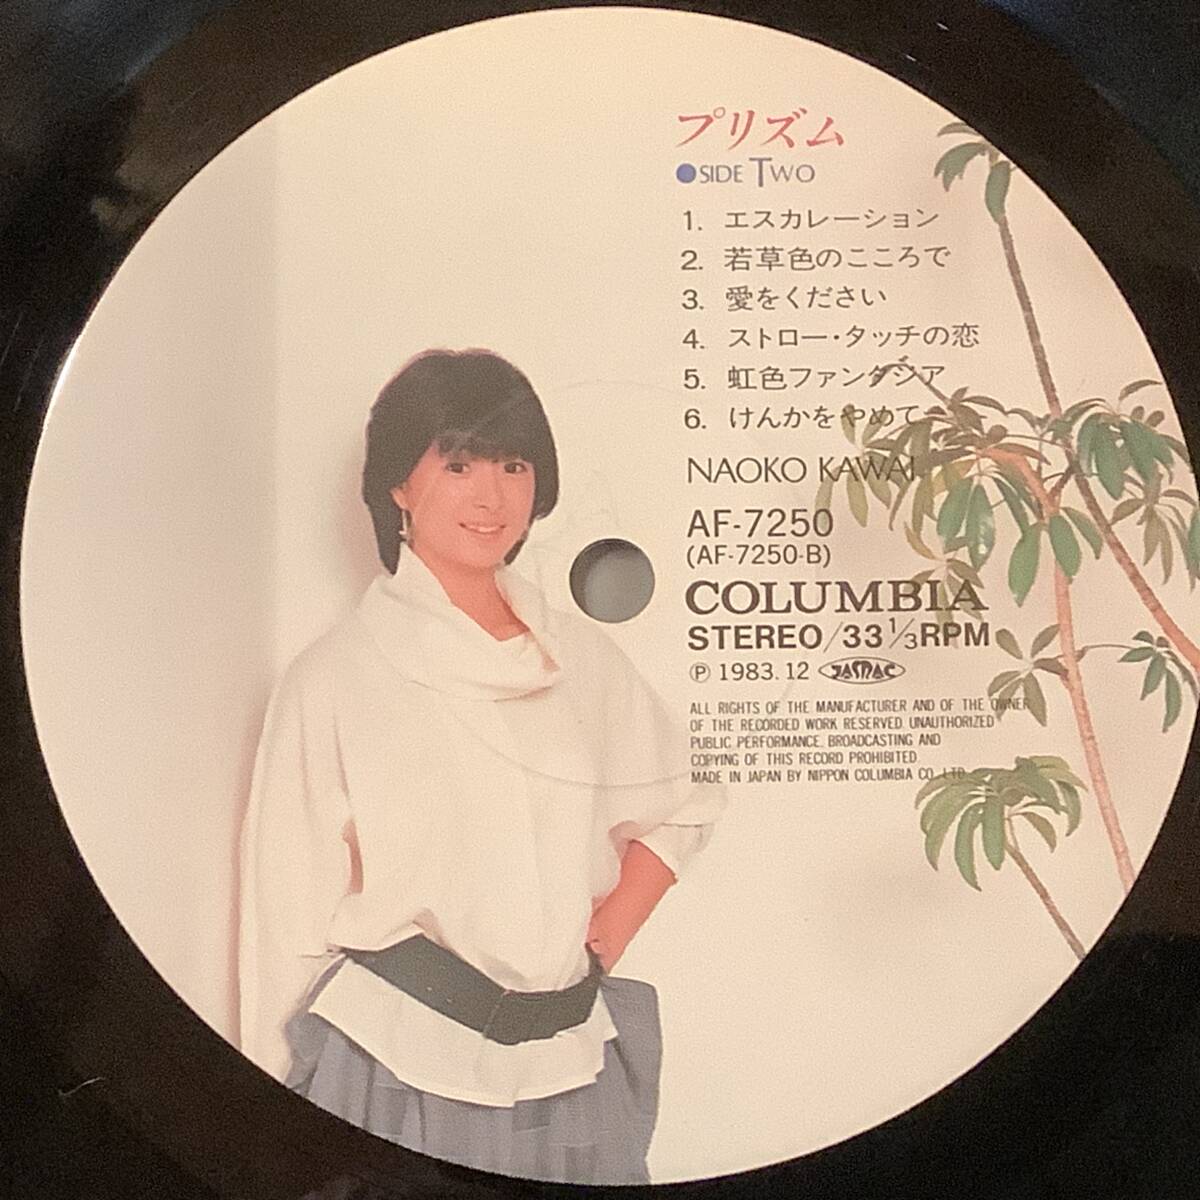 プリズム
●SIDE TWO
1. エスカレーション
2. 若草色のこころで
3. 愛をください
4. ストロー・タッチの恋
5. 虹色ファンタジア
6. けんかをやめて
NAOKO KAWAI
AF-7250
(AF-7250-B)
COLUMBIA
STEREO/33 1/3 RPM
Ⓟ 1983. 12 JASRAC
ALL RIGHTS OF THE MANUFACTURER AND OF THE OWNER
OF THE RECORDED WORK RESERVED. UNAUTHORIZED
PUBLIC PERFORMANCE, BROADCASTING AND
COPYING OF THIS RECORD PROHIBITED.
MADE IN JAPAN BY NIPPON COLUMBIA CO., LTD.